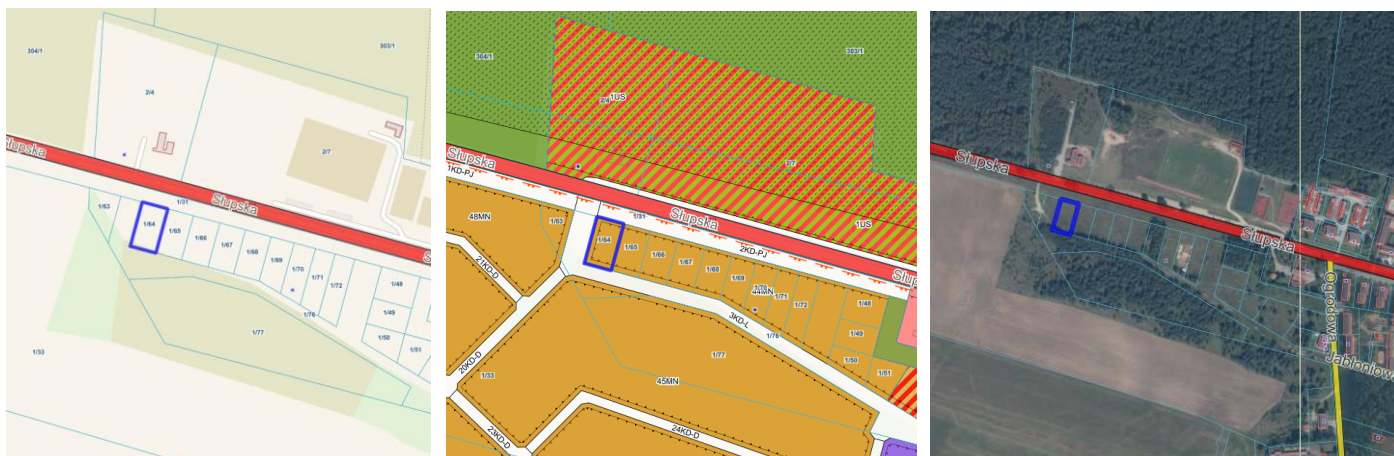 304/1
303/1
2/4
2/7
Słupska
1/31
Słupska
1/63
1/64
1/65
1/66
1/67
1/68
1/69
1/70
1/71
1/72
1/48
1/49
1/50
1/51
1/76
1/77
1/33
304/1
303/1
2/4
1US
2/7
Słupska
1KD-PJ
1/31
Słupska
1US
2KD-PJ
Słup
48MN
1/63
1/64
1/65
1/66
1/67
1/68
1/69
1/70
44MN
1/71
1/72
1/48
1/49
1/50
1/51
21KD-D
3KD-L
1/76
1/77
45MN
20KD-D
1/33
23KD-D
24KD-D
Słupska
Słupska
Ogrodowa
Jabłoniow